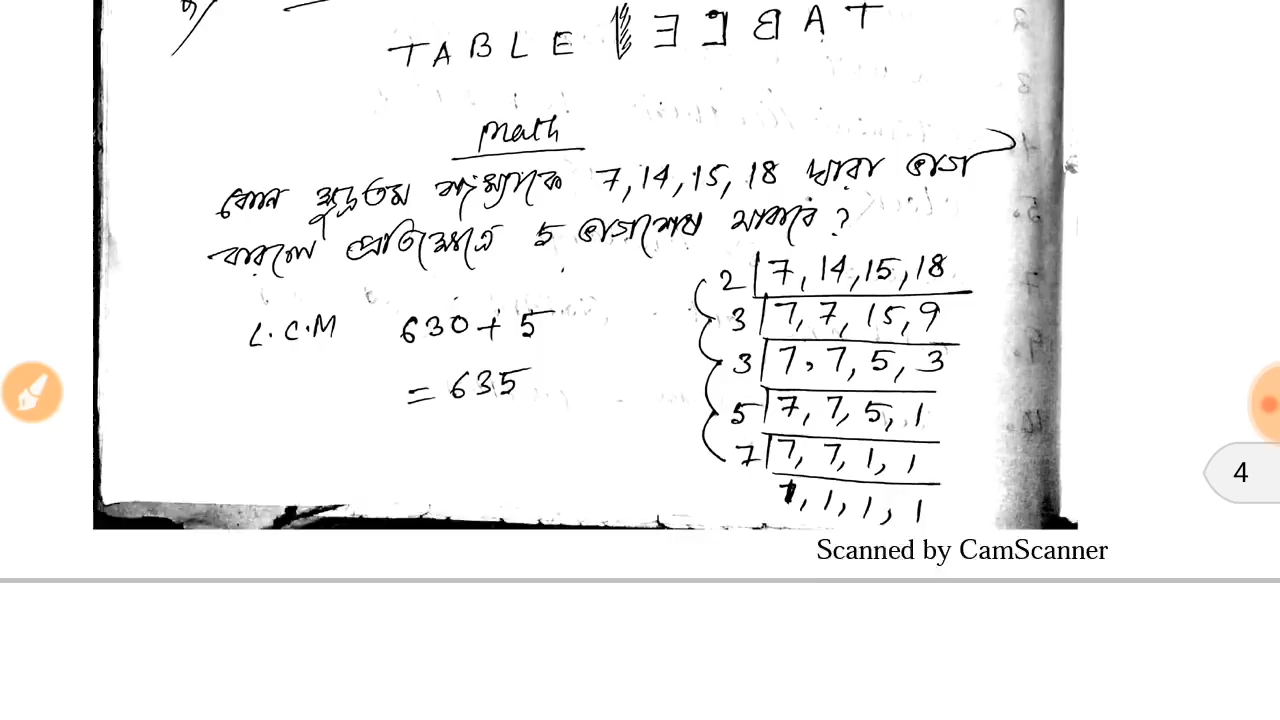 TABLE ƎLBAT
Math
কোন ক্ষুদ্রতম সংখ্যাকে 7, 14, 15, 18 দ্বারা ভাগ
করলে প্রতিক্ষেত্রে 5 ভাগশেষ থাকবে?
2 | 7, 14, 15, 18
L.C.M 630 + 5
3 | 7, 7, 15, 9
3 | 7, 7, 5, 3
= 635
5 | 7, 7, 5, 1
7 | 7, 7, 1, 1
1, 1, 1, 1
4
Scanned by CamScanner